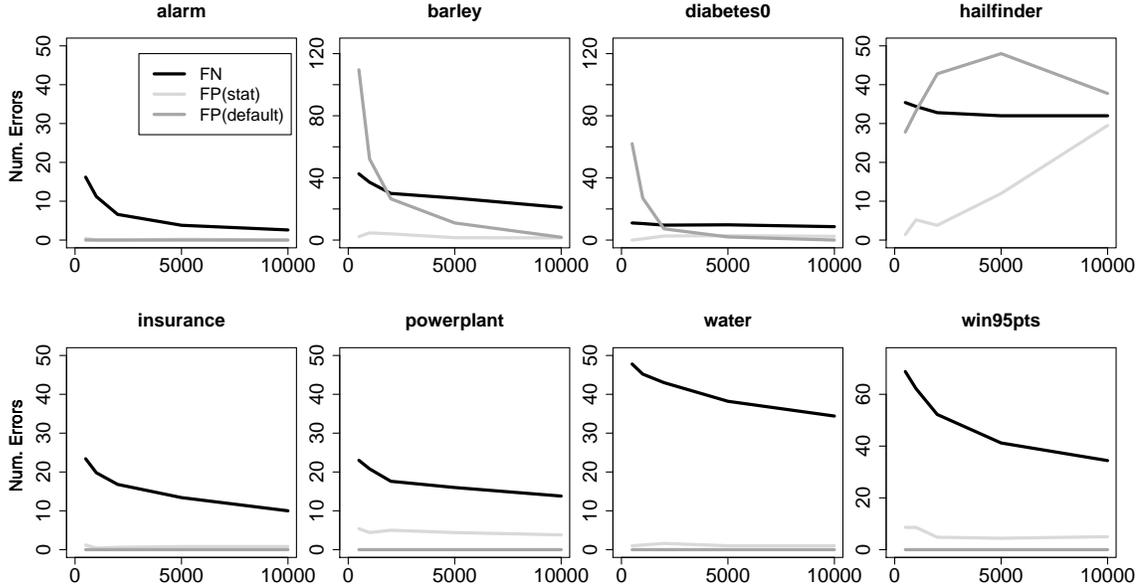 alarm barley diabetes0 hailfinder
Num. Errors
0 10 20 30 40 50
FN
FP(stat)
FP(default)
0 5000 10000
0 40 80 120
0 5000 10000
0 40 80 120
0 5000 10000
0 10 20 30 40 50
0 5000 10000
insurance powerplant water win95pts
Num. Errors
0 10 20 30 40 50
0 5000 10000
0 10 20 30 40 50
0 5000 10000
0 10 20 30 40 50
0 5000 10000
0 20 40 60
0 5000 10000